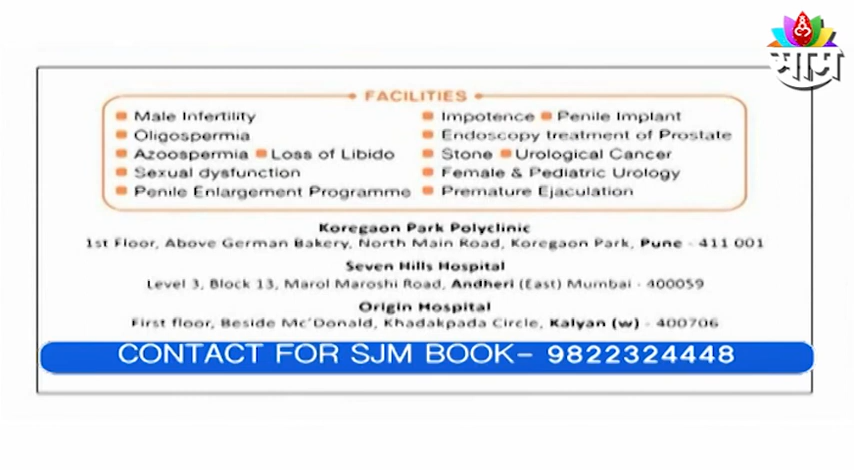 साम
FACILITIES
Male Infertility
Oligospermia
Azoospermia Loss of Libido
Sexual dysfunction
Penile Enlargement Programme
Impotence Penile Implant
Endoscopy treatment of Prostate
Stone Urological Cancer
Female & Pediatric Urology
Premature Ejaculation
Koregaon Park Polyclinic
1st Floor, Above German Bakery, North Main Road, Koregaon Park, Pune - 411 001
Seven Hills Hospital
Level 3, Block 13, Marol Maroshi Road, Andheri (East) Mumbai - 400059
Origin Hospital
First floor, Beside Mc'Donald, Khadakpada Circle, Kalyan (w) - 400706
CONTACT FOR SJM BOOK- 9822324448